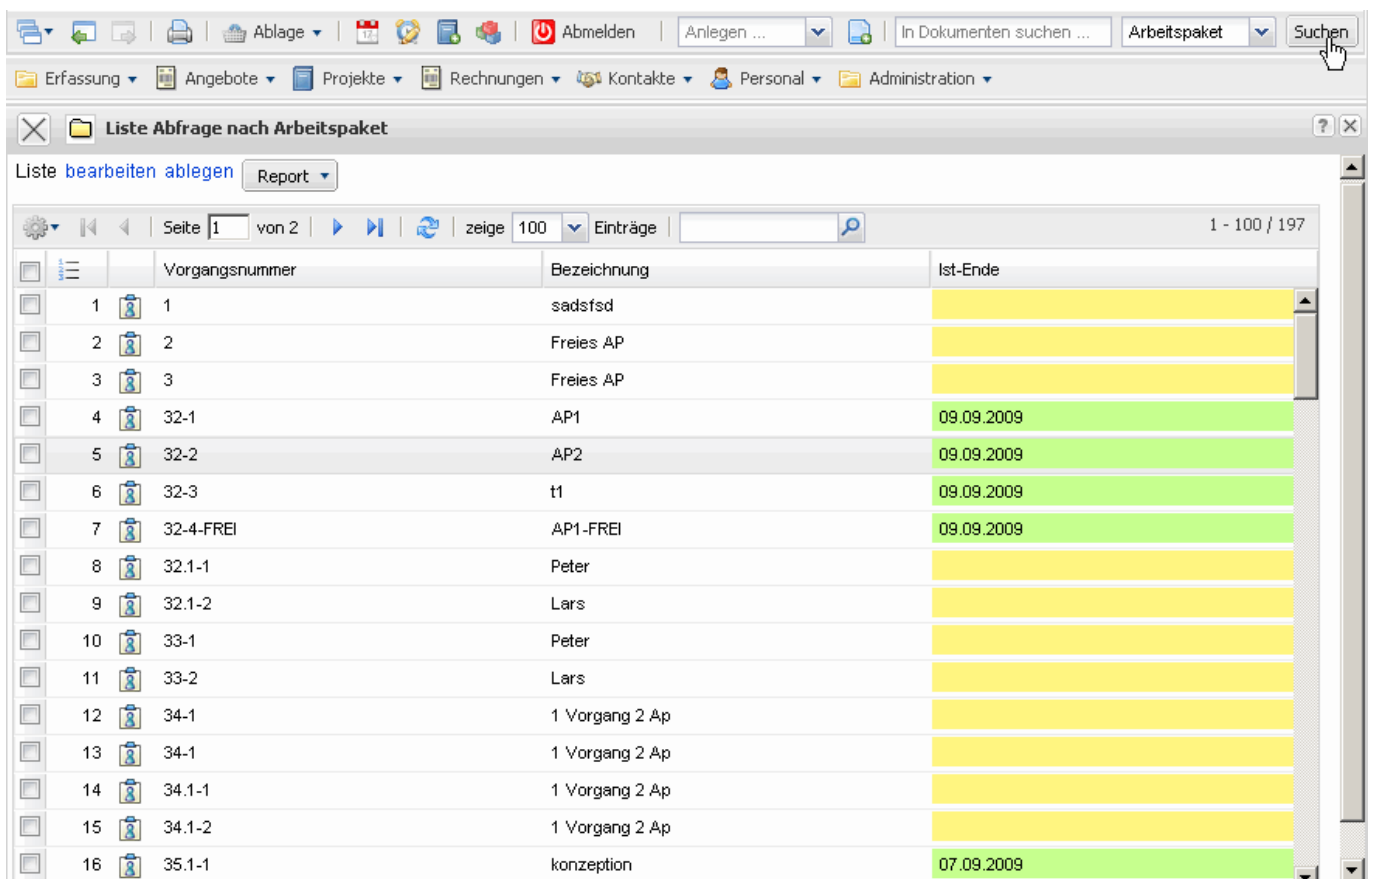 Ablage Abmelden Anlegen ... In Dokumenten suchen ... Arbeitspaket Suchen
Erfassung Angebote Projekte Rechnungen Kontakte Personal Administration
Liste Abfrage nach Arbeitspaket ?
Liste bearbeiten ablegen Report
Seite 1 von 2 zeige 100 Einträge 1 - 100 / 197
Vorgangsnummer Bezeichnung Ist-Ende
1 1 sadsfsd
2 2 Freies AP
3 3 Freies AP
4 32-1 AP1 09.09.2009
5 32-2 AP2 09.09.2009
6 32-3 t1 09.09.2009
7 32-4-FREI AP1-FREI 09.09.2009
8 32.1-1 Peter
9 32.1-2 Lars
10 33-1 Peter
11 33-2 Lars
12 34-1 1 Vorgang 2 Ap
13 34-1 1 Vorgang 2 Ap
14 34.1-1 1 Vorgang 2 Ap
15 34.1-2 1 Vorgang 2 Ap
16 35.1-1 konzeption 07.09.2009